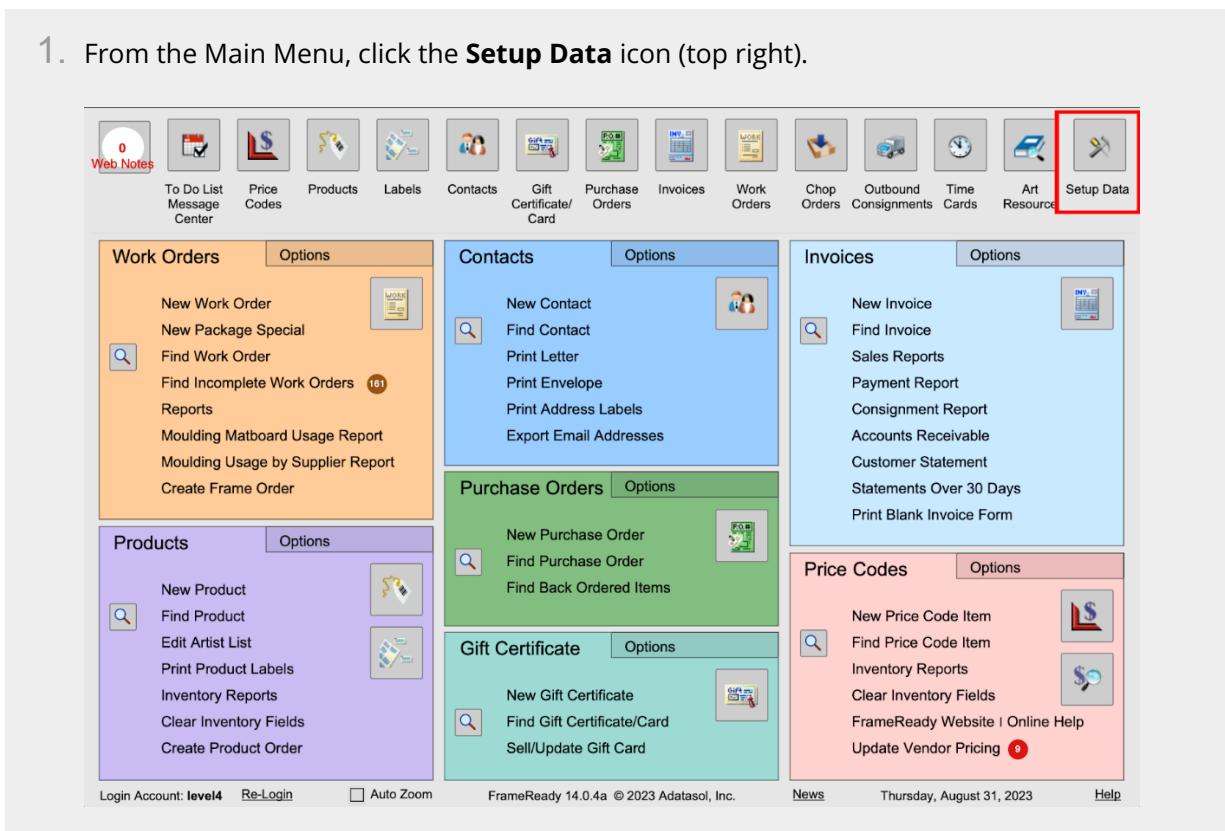 1. From the Main Menu, click the Setup Data icon (top right).
0
Web Notes
To Do List
Message
Center
Price
Codes
Products
Labels
Contacts
Gift
Certificate/
Card
Purchase
Orders
Invoices
Work
Orders
Chop
Orders
Outbound
Consignments
Time
Cards
Art
Resource
Setup Data
Work Orders
Options
WORK
New Work Order
New Package Special
Find Work Order
Find Incomplete Work Orders 161
Reports
Moulding Matboard Usage Report
Moulding Usage by Supplier Report
Create Frame Order
Products
Options
New Product
Find Product
Edit Artist List
Print Product Labels
Inventory Reports
Clear Inventory Fields
Create Product Order
Contacts
Options
New Contact
Find Contact
Print Letter
Print Envelope
Print Address Labels
Export Email Addresses
Purchase Orders
Options
New Purchase Order
Find Purchase Order
Find Back Ordered Items
Gift Certificate
Options
New Gift Certificate
Find Gift Certificate/Card
Sell/Update Gift Card
Invoices
Options
New Invoice
Find Invoice
Sales Reports
Payment Report
Consignment Report
Accounts Receivable
Customer Statement
Statements Over 30 Days
Print Blank Invoice Form
Price Codes
Options
New Price Code Item
Find Price Code Item
Inventory Reports
Clear Inventory Fields
FrameReady Website | Online Help
Update Vendor Pricing 9
Login Account: level4 Re-Login Auto Zoom FrameReady 14.0.4a © 2023 Adatasol, Inc. News Thursday, August 31, 2023 Help